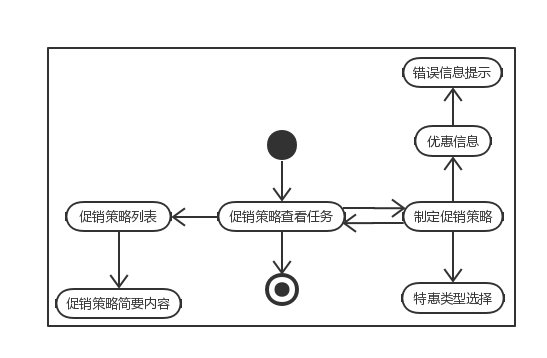 错误信息提示
优惠信息
促销策略列表
促销策略查看任务
制定促销策略
促销策略简要内容
特惠类型选择